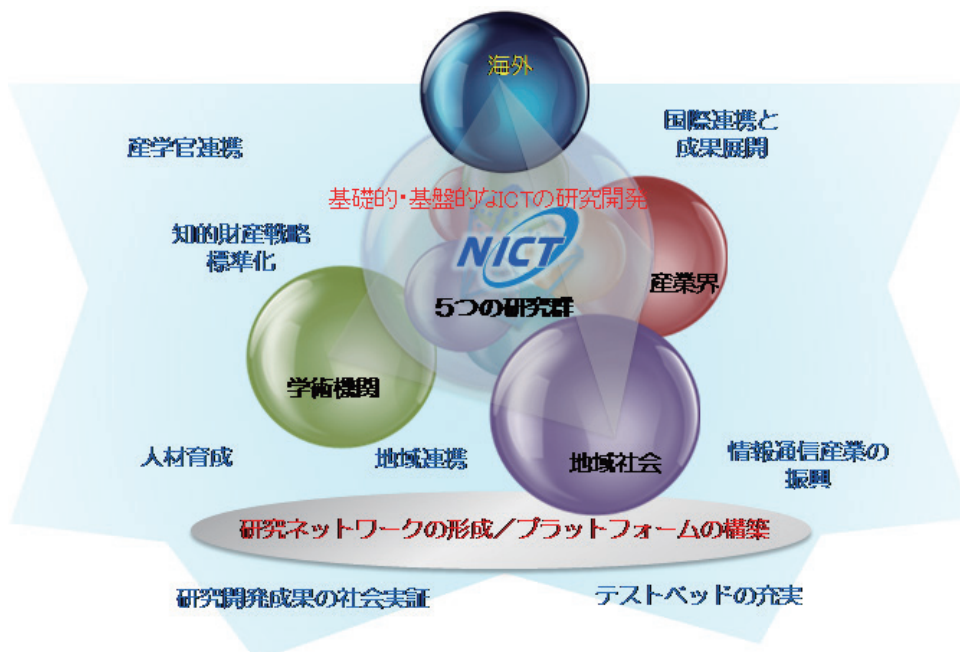 海外
国際連携と
成果展開
産学官連携
基礎的・基盤的なICTの研究開発
知的財産戦略
標準化
NICT
産業界
5つの研究群
学術機関
人材育成
地域連携
地域社会
情報通信産業の
振興
研究ネットワークの形成／プラットフォームの構築
研究開発成果の社会実証
テストベッドの充実